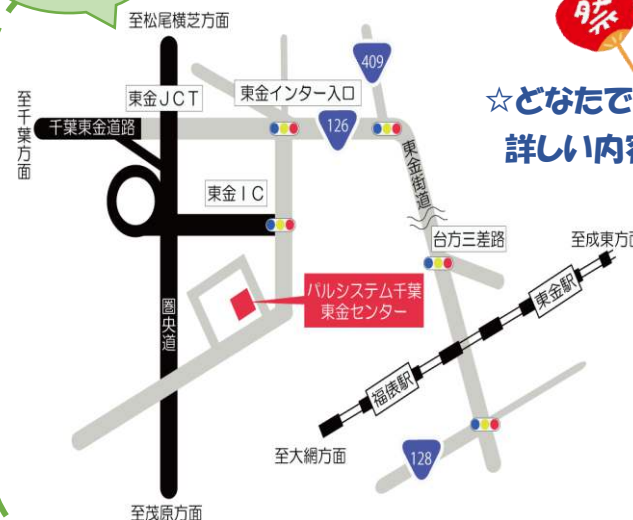 至松尾横芝方面
409
祭
東金JCT
東金インター入口
☆どなたで
至千葉方面
千葉東金道路
126
詳しい内容
東金街道
東金IC
台方三差路
至成東方面
パルシステム千葉
東金センター
東金駅
圏央道
福俵駅
至大網方面
128
至茂原方面